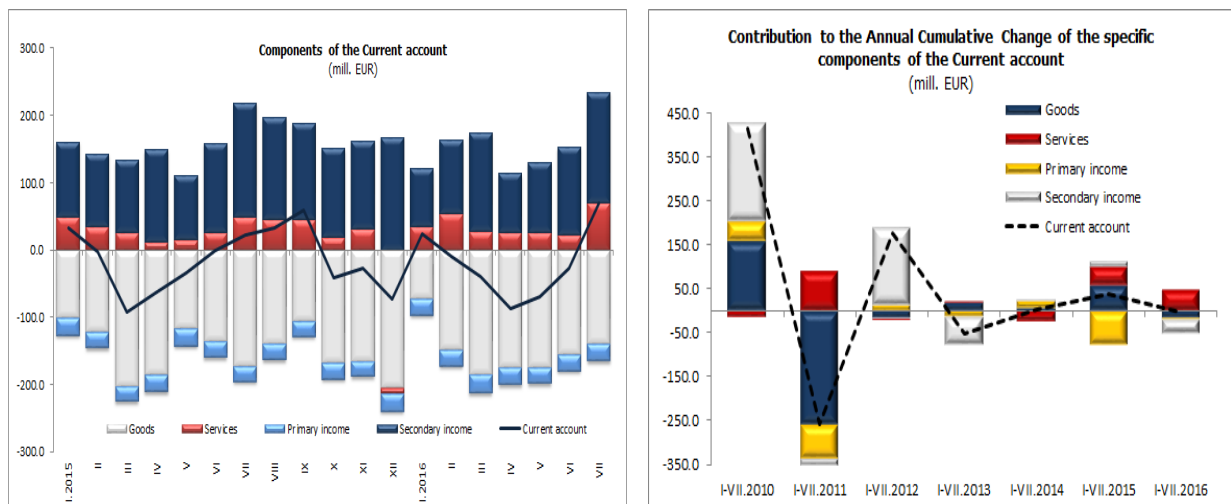 Components of the Current account
(mill. EUR)
300.0
200.0
100.0
0.0
-100.0
-200.0
-300.0
Goods Services Primary income Secondary income Current account
I.2015 II III IV V VI VII VIII IX X XI XII I.2016 II III IV V VI VII
Contribution to the Annual Cumulative Change of the specific
components of the Current account
(mill. EUR)
450.0
350.0
250.0
150.0
50.0
-50.0
-150.0
-250.0
-350.0
Goods
Services
Primary income
Secondary income
Current account
I-VII.2010 I-VII.2011 I-VII.2012 I-VII.2013 I-VII.2014 I-VII.2015 I-VII.2016